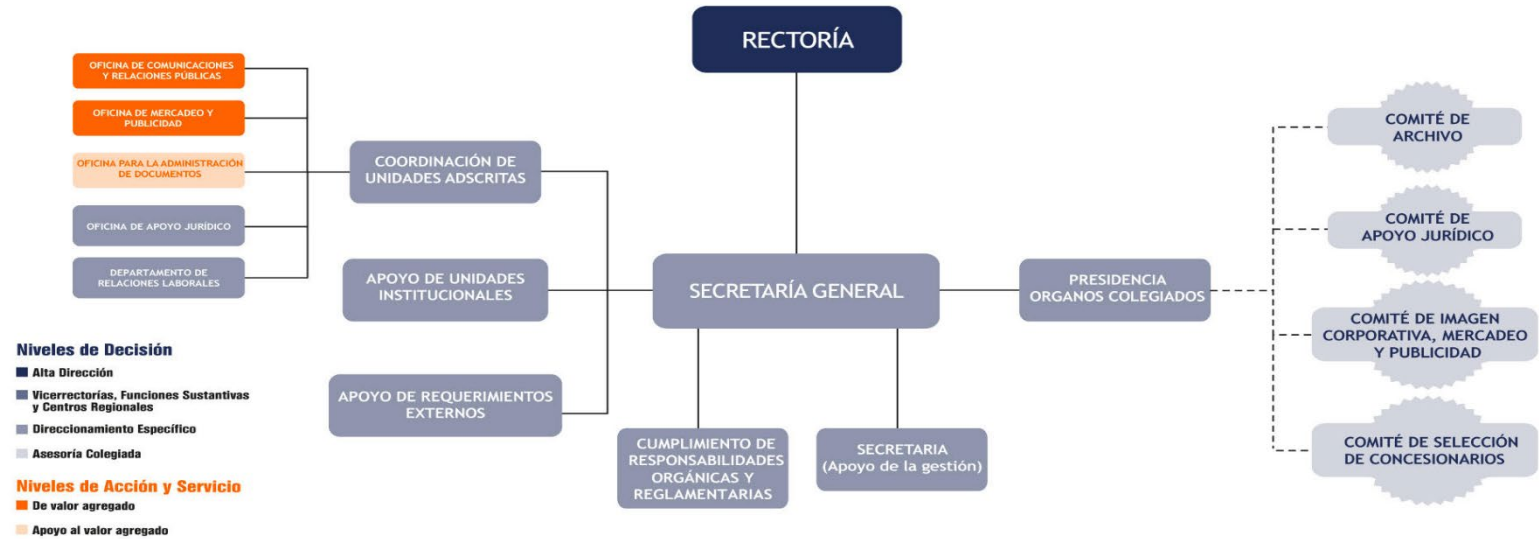 RECTORÍA
OFICINA DE COMUNICACIONES
Y RELACIONES PÚBLICAS
OFICINA DE MERCADEO Y
PUBLICIDAD
OFICINA PARA LA ADMINISTRACIÓN
DE DOCUMENTOS
OFICINA DE APOYO JURÍDICO
DEPARTAMENTO DE
RELACIONES LABORALES
COORDINACIÓN DE
UNIDADES ADSCRITAS
APOYO DE UNIDADES
INSTITUCIONALES
APOYO DE REQUERIMIENTOS
EXTERNOS
SECRETARÍA GENERAL
CUMPLIMIENTO DE
RESPONSABILIDADES
ORGÁNICAS Y
REGLAMENTARIAS
SECRETARIA
(Apoyo de la gestión)
PRESIDENCIA
ORGANOS COLEGIADOS
COMITÉ DE
ARCHIVO
COMITÉ DE
APOYO JURÍDICO
COMITÉ DE IMAGEN
CORPORATIVA, MERCADEO
Y PUBLICIDAD
COMITÉ DE SELECCIÓN
DE CONCESIONARIOS
Niveles de Decisión
Alta Dirección
Vicerrectorías, Funciones Sustantivas
y Centros Regionales
Direccionamiento Específico
Asesoría Colegiada
Niveles de Acción y Servicio
De valor agregado
Apoyo al valor agregado